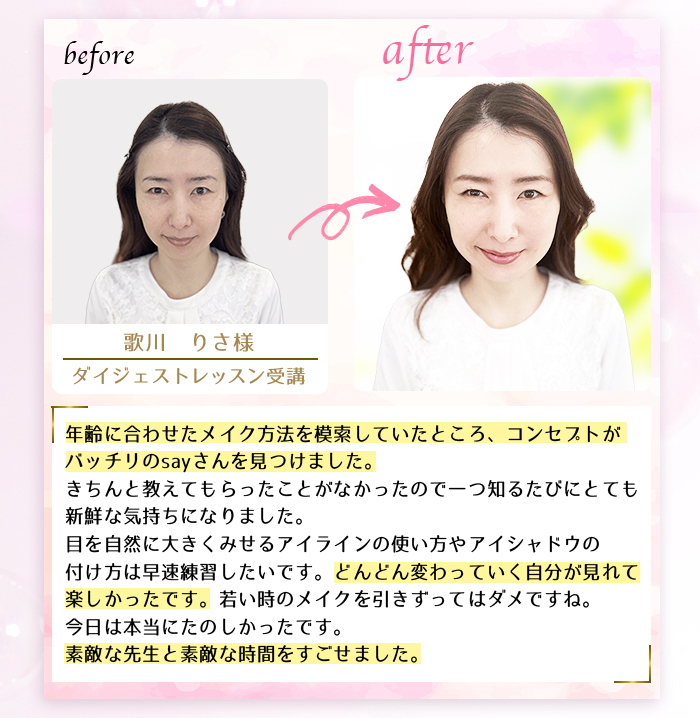 before
after
歌川　りさ様
ダイジェストレッスン受講
年齢に合わせたメイク方法を模索していたところ、コンセプトが
バッチリのsayさんを見つけました。
きちんと教えてもらったことがなかったので一つ知るたびにとても
新鮮な気持ちになりました。
目を自然に大きくみせるアイラインの使い方やアイシャドウの
付け方は早速練習したいです。どんどん変わっていく自分が見れて
楽しかったです。若い時のメイクを引きずってはダメですね。
今日は本当にたのしかったです。
素敵な先生と素敵な時間をすごせました。